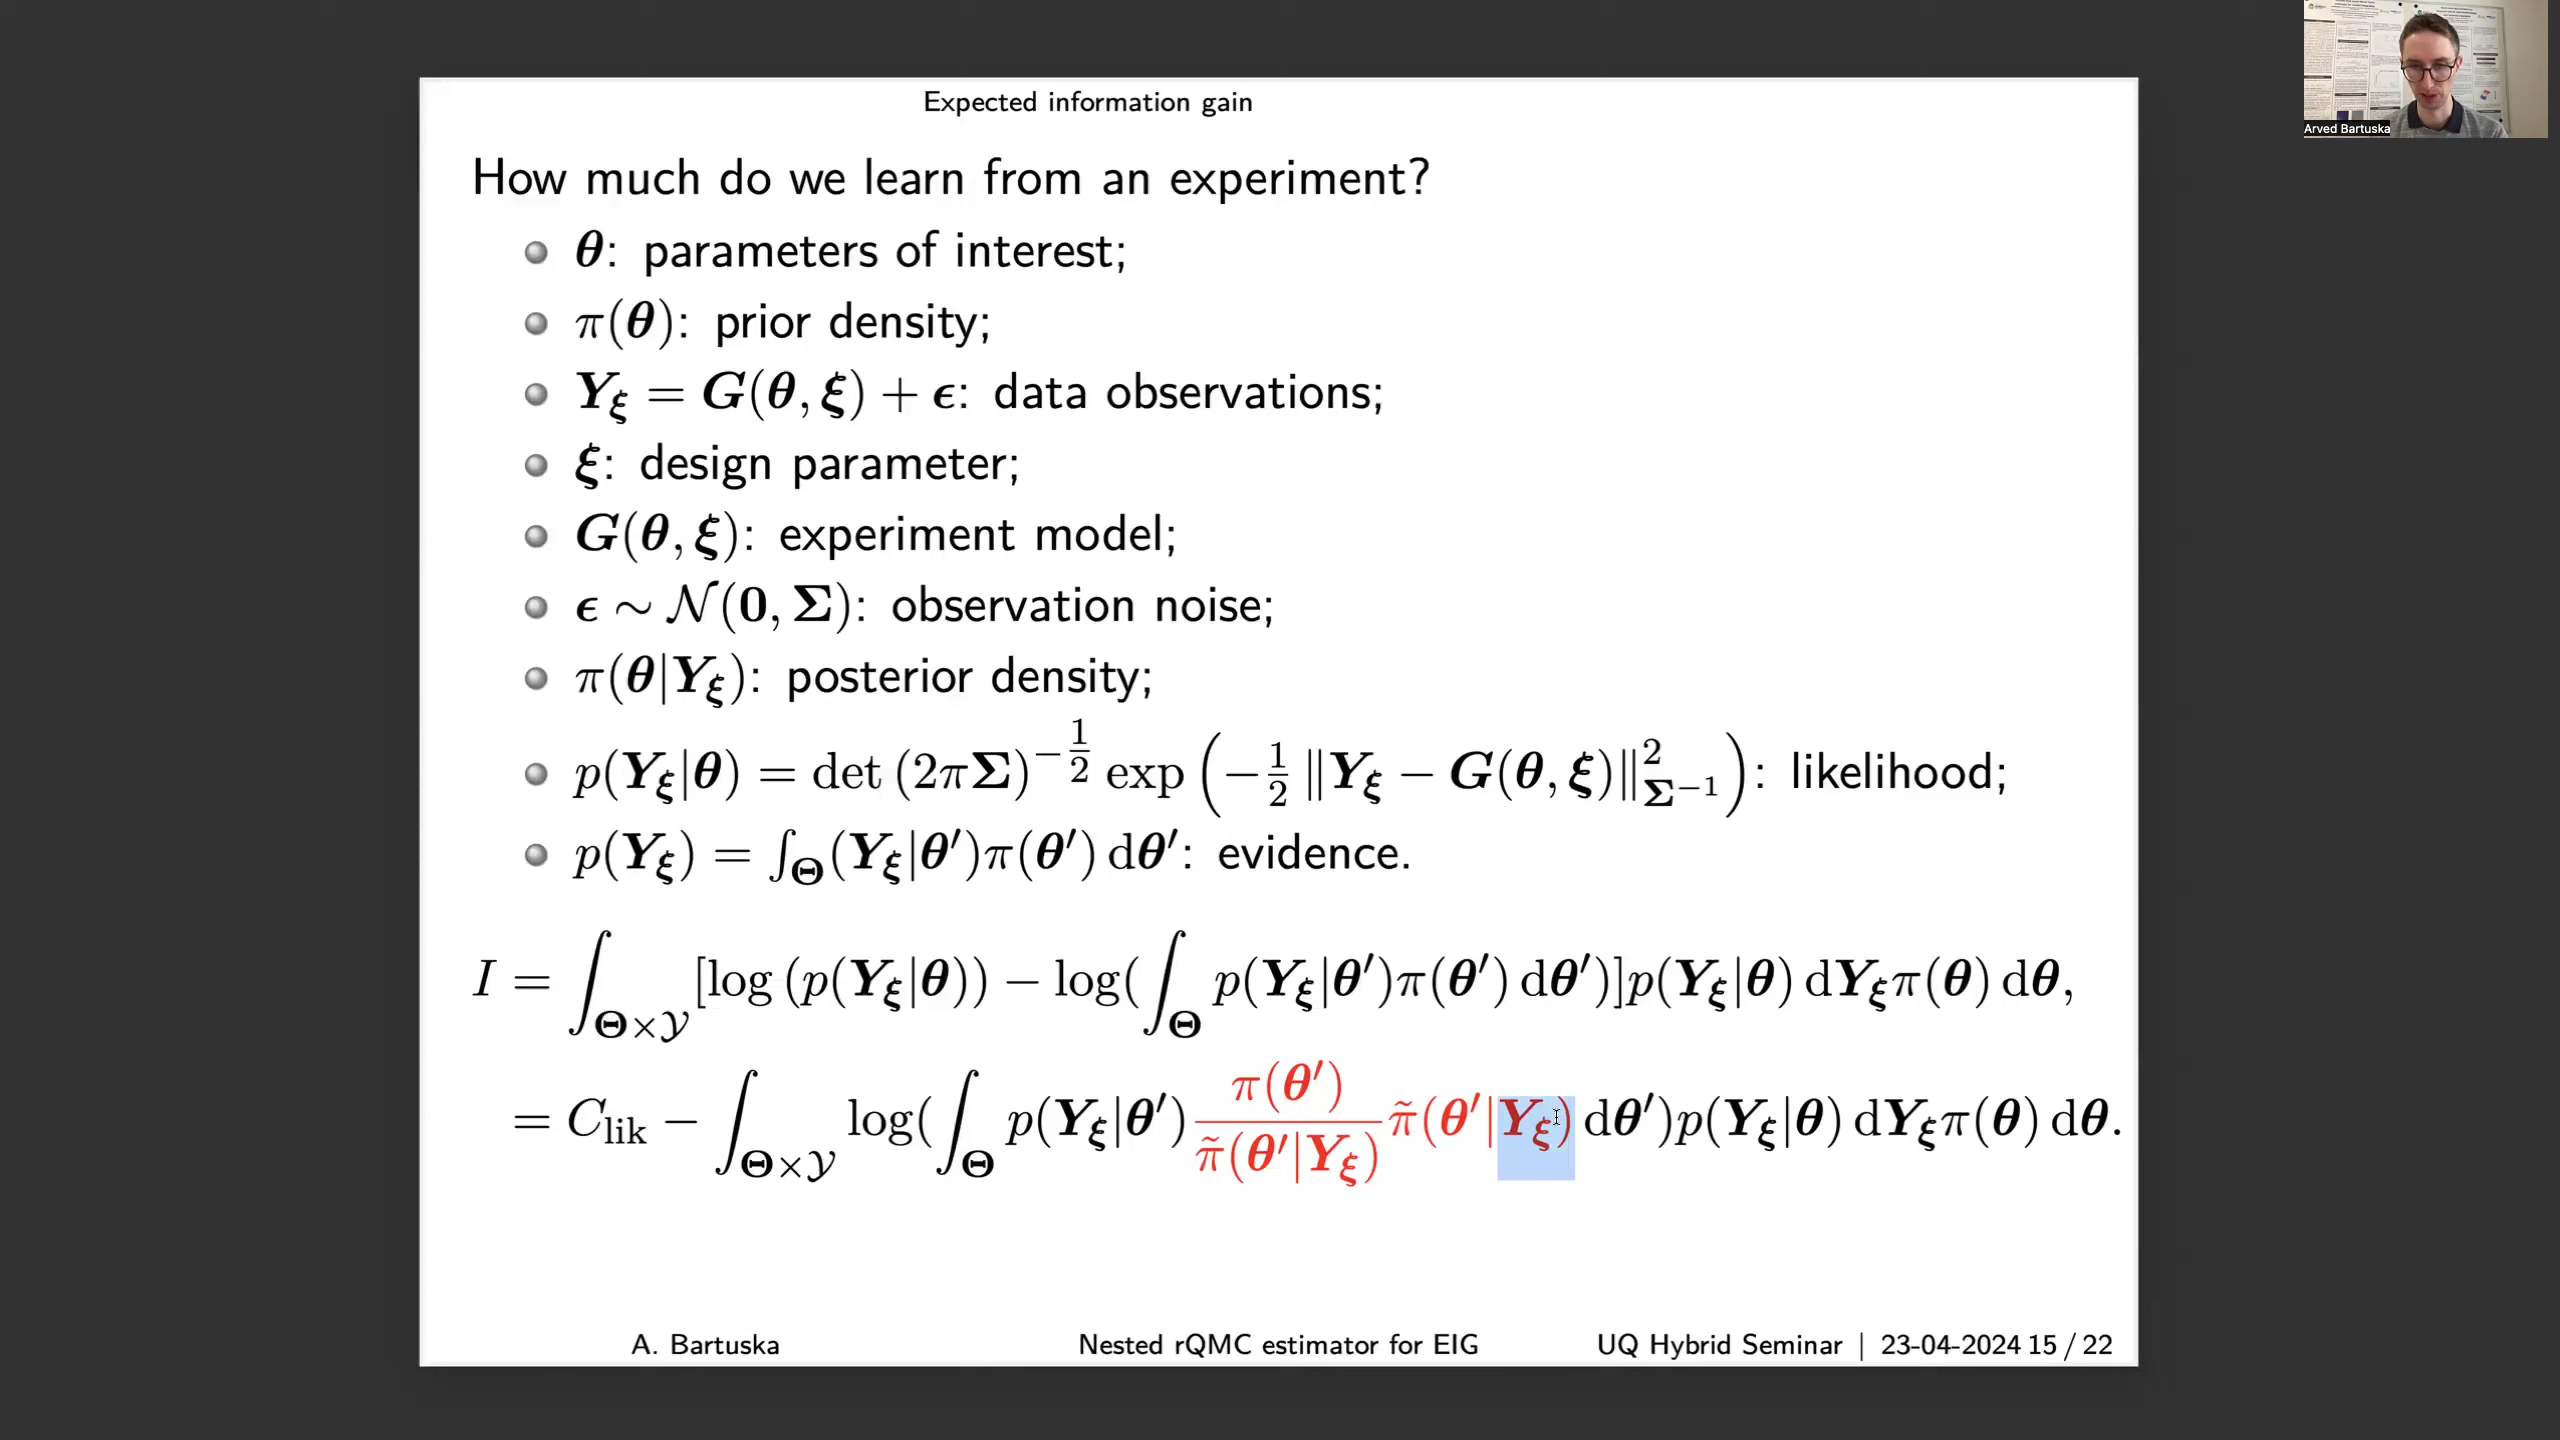 Expected information gain
Arved Bartuska
How much do we learn from an experiment?
θ: parameters of interest;
π(θ): prior density;
Y_ξ = G(θ, ξ) + ϵ: data observations;
ξ: design parameter;
G(θ, ξ): experiment model;
ϵ ∼ 𝒩(0, Σ): observation noise;
π(θ|Y_ξ): posterior density;
p(Y_ξ|θ) = det (2πΣ)^{-1/2} exp (−1/2 ‖Y_ξ − G(θ, ξ)‖²_{Σ^{−1}}): likelihood;
p(Y_ξ) = ∫_Θ (Y_ξ|θ′)π(θ′) dθ′: evidence.
I = ∫_{Θ×𝒴} [log (p(Y_ξ|θ)) − log(∫_Θ p(Y_ξ|θ′)π(θ′) dθ′)]p(Y_ξ|θ) dY_ξ π(θ) dθ,
= C_lik − ∫_{Θ×𝒴} log(∫_Θ p(Y_ξ|θ′) π(θ′)/π̃(θ′|Y_ξ) π̃(θ′|Y_ξ) dθ′)p(Y_ξ|θ) dY_ξ π(θ) dθ.
A. Bartuska Nested rQMC estimator for EIG UQ Hybrid Seminar | 23-04-2024 15 / 22